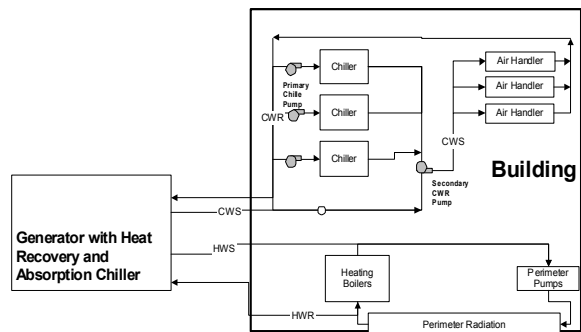 Chiller
Primary
Chille
Pump
Chiller
CWR
Chiller
Air Handler
Air Handler
Air Handler
CWS
Building
Secondary
CWR
Pump
Generator with Heat
Recovery and
Absorption Chiller
CWS
HWS
Heating
Boilers
Perimeter
Pumps
HWR
Perimeter Radiation